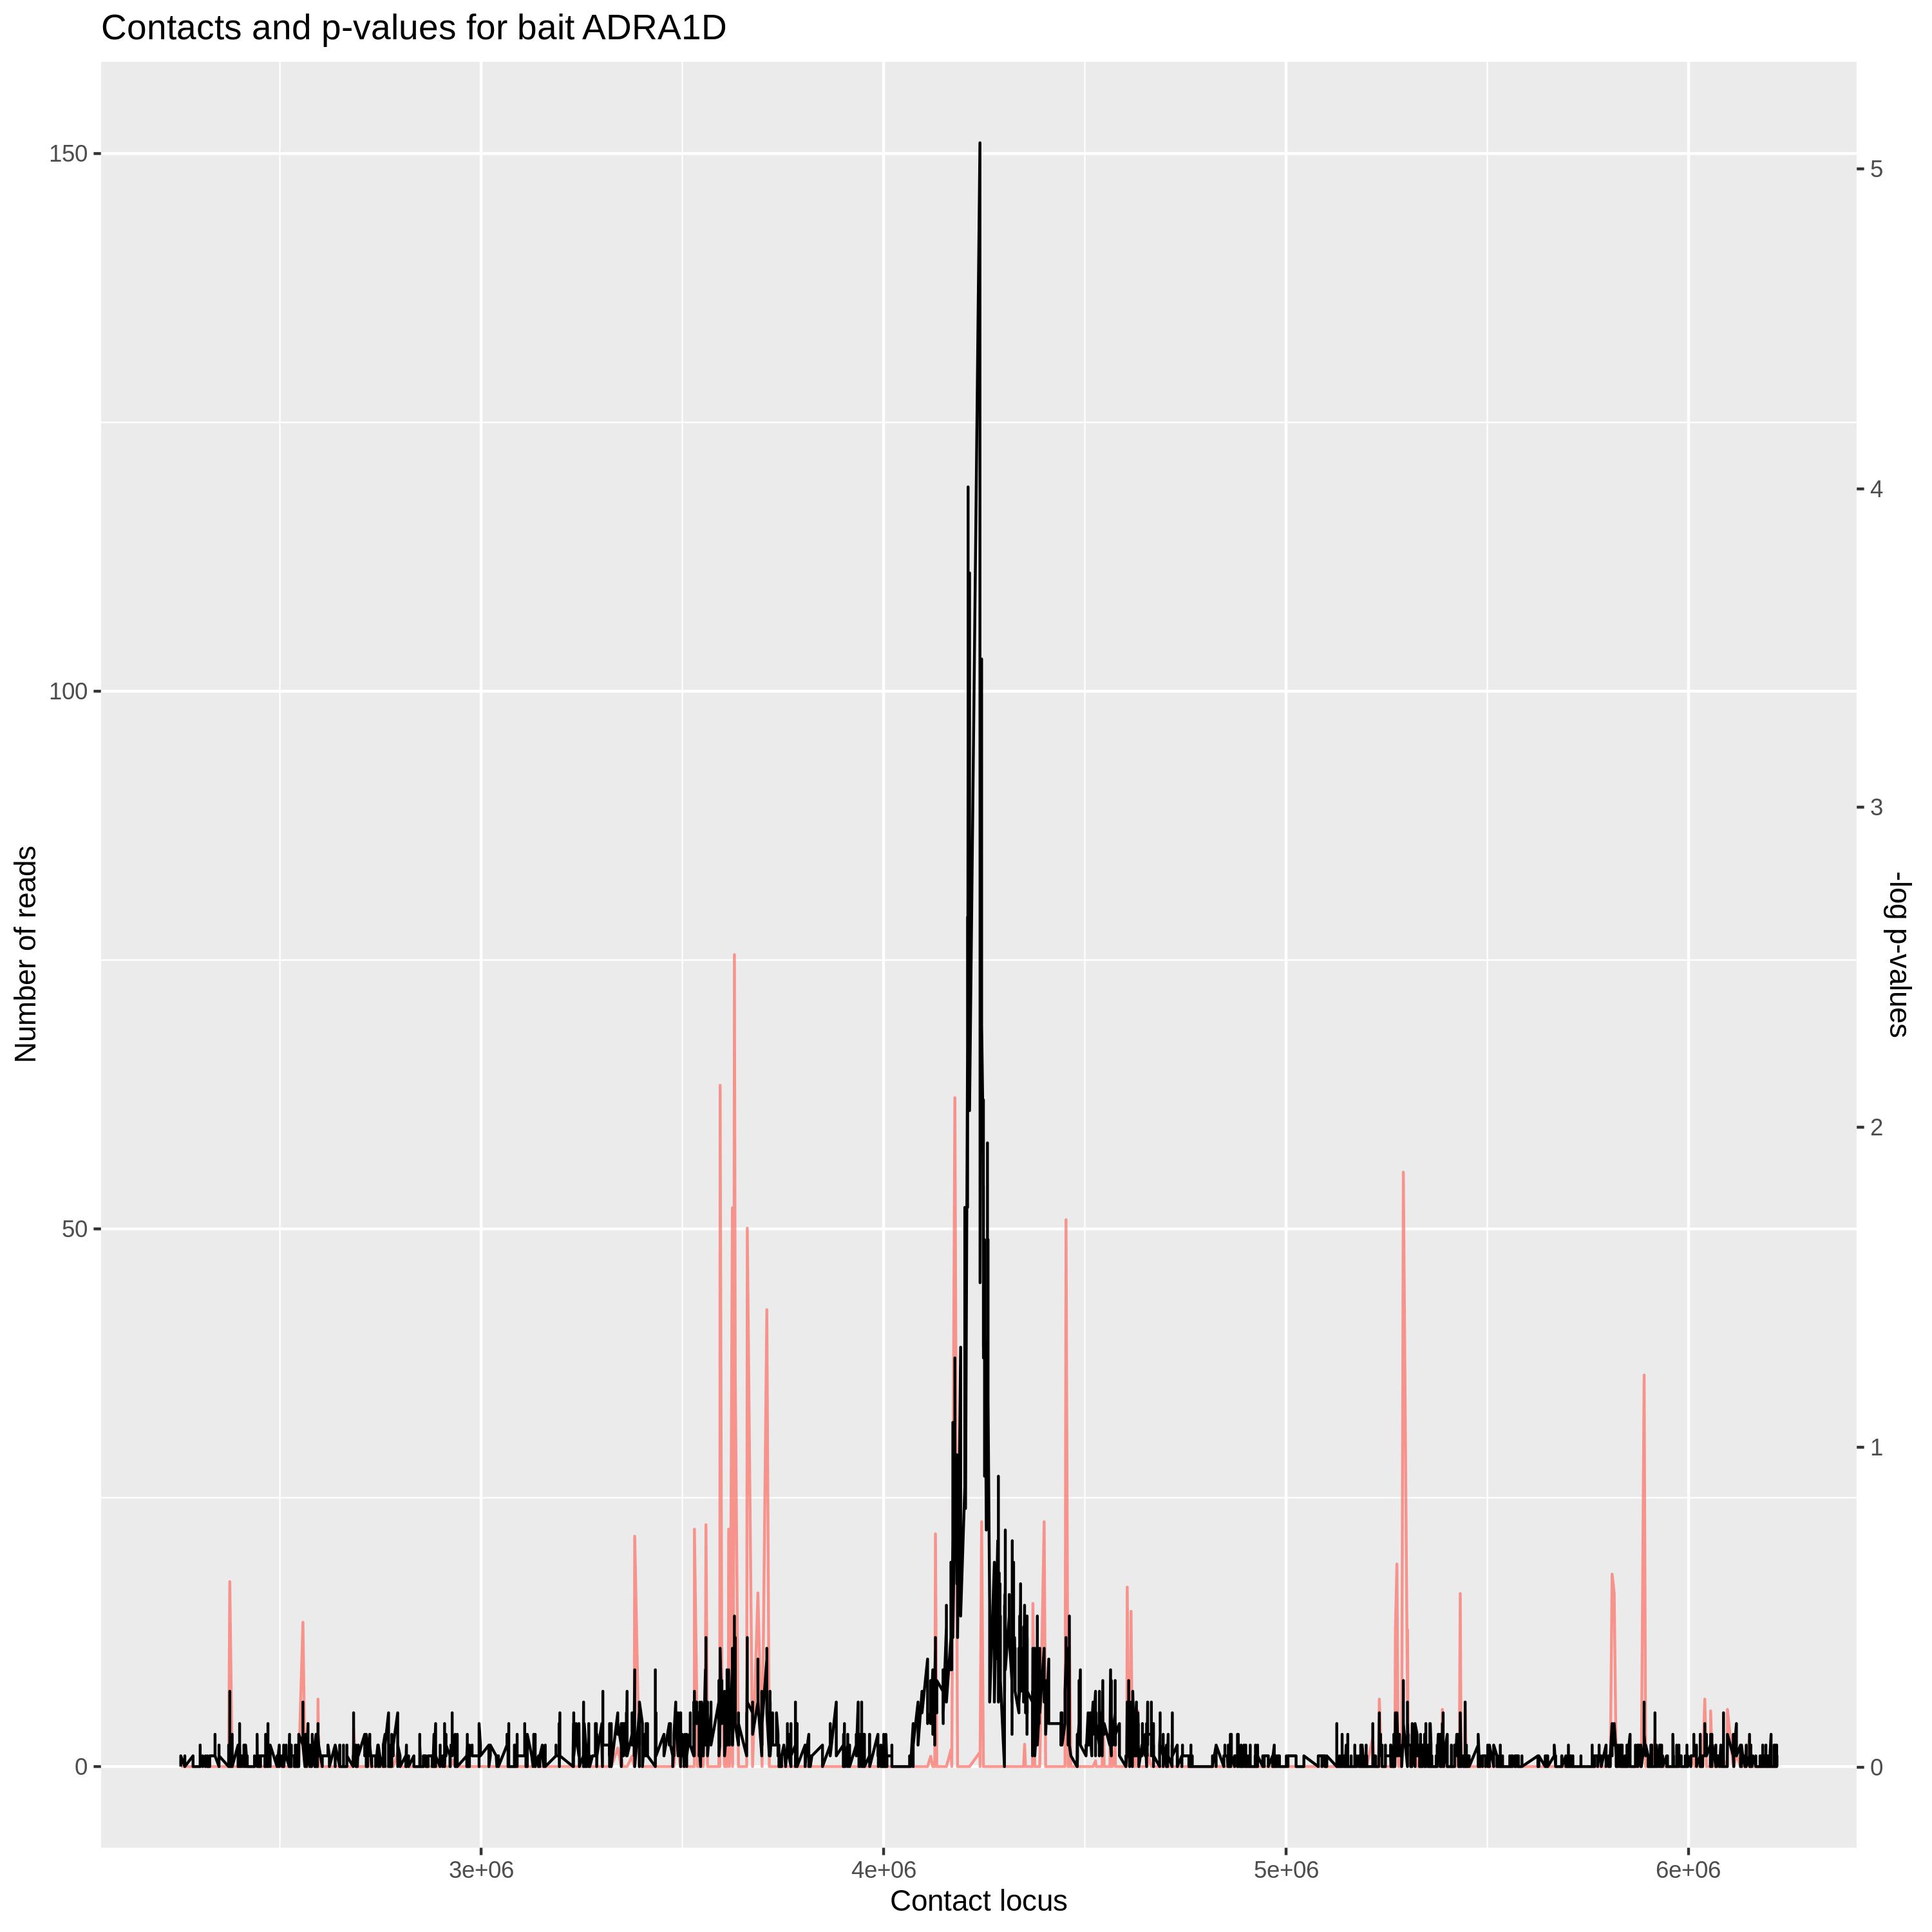 Contacts and p-values for bait ADRA1D
150
100
50
0
Number of reads
5
4
3
2
1
0
-log p-values
3e+06
4e+06
5e+06
6e+06
Contact locus